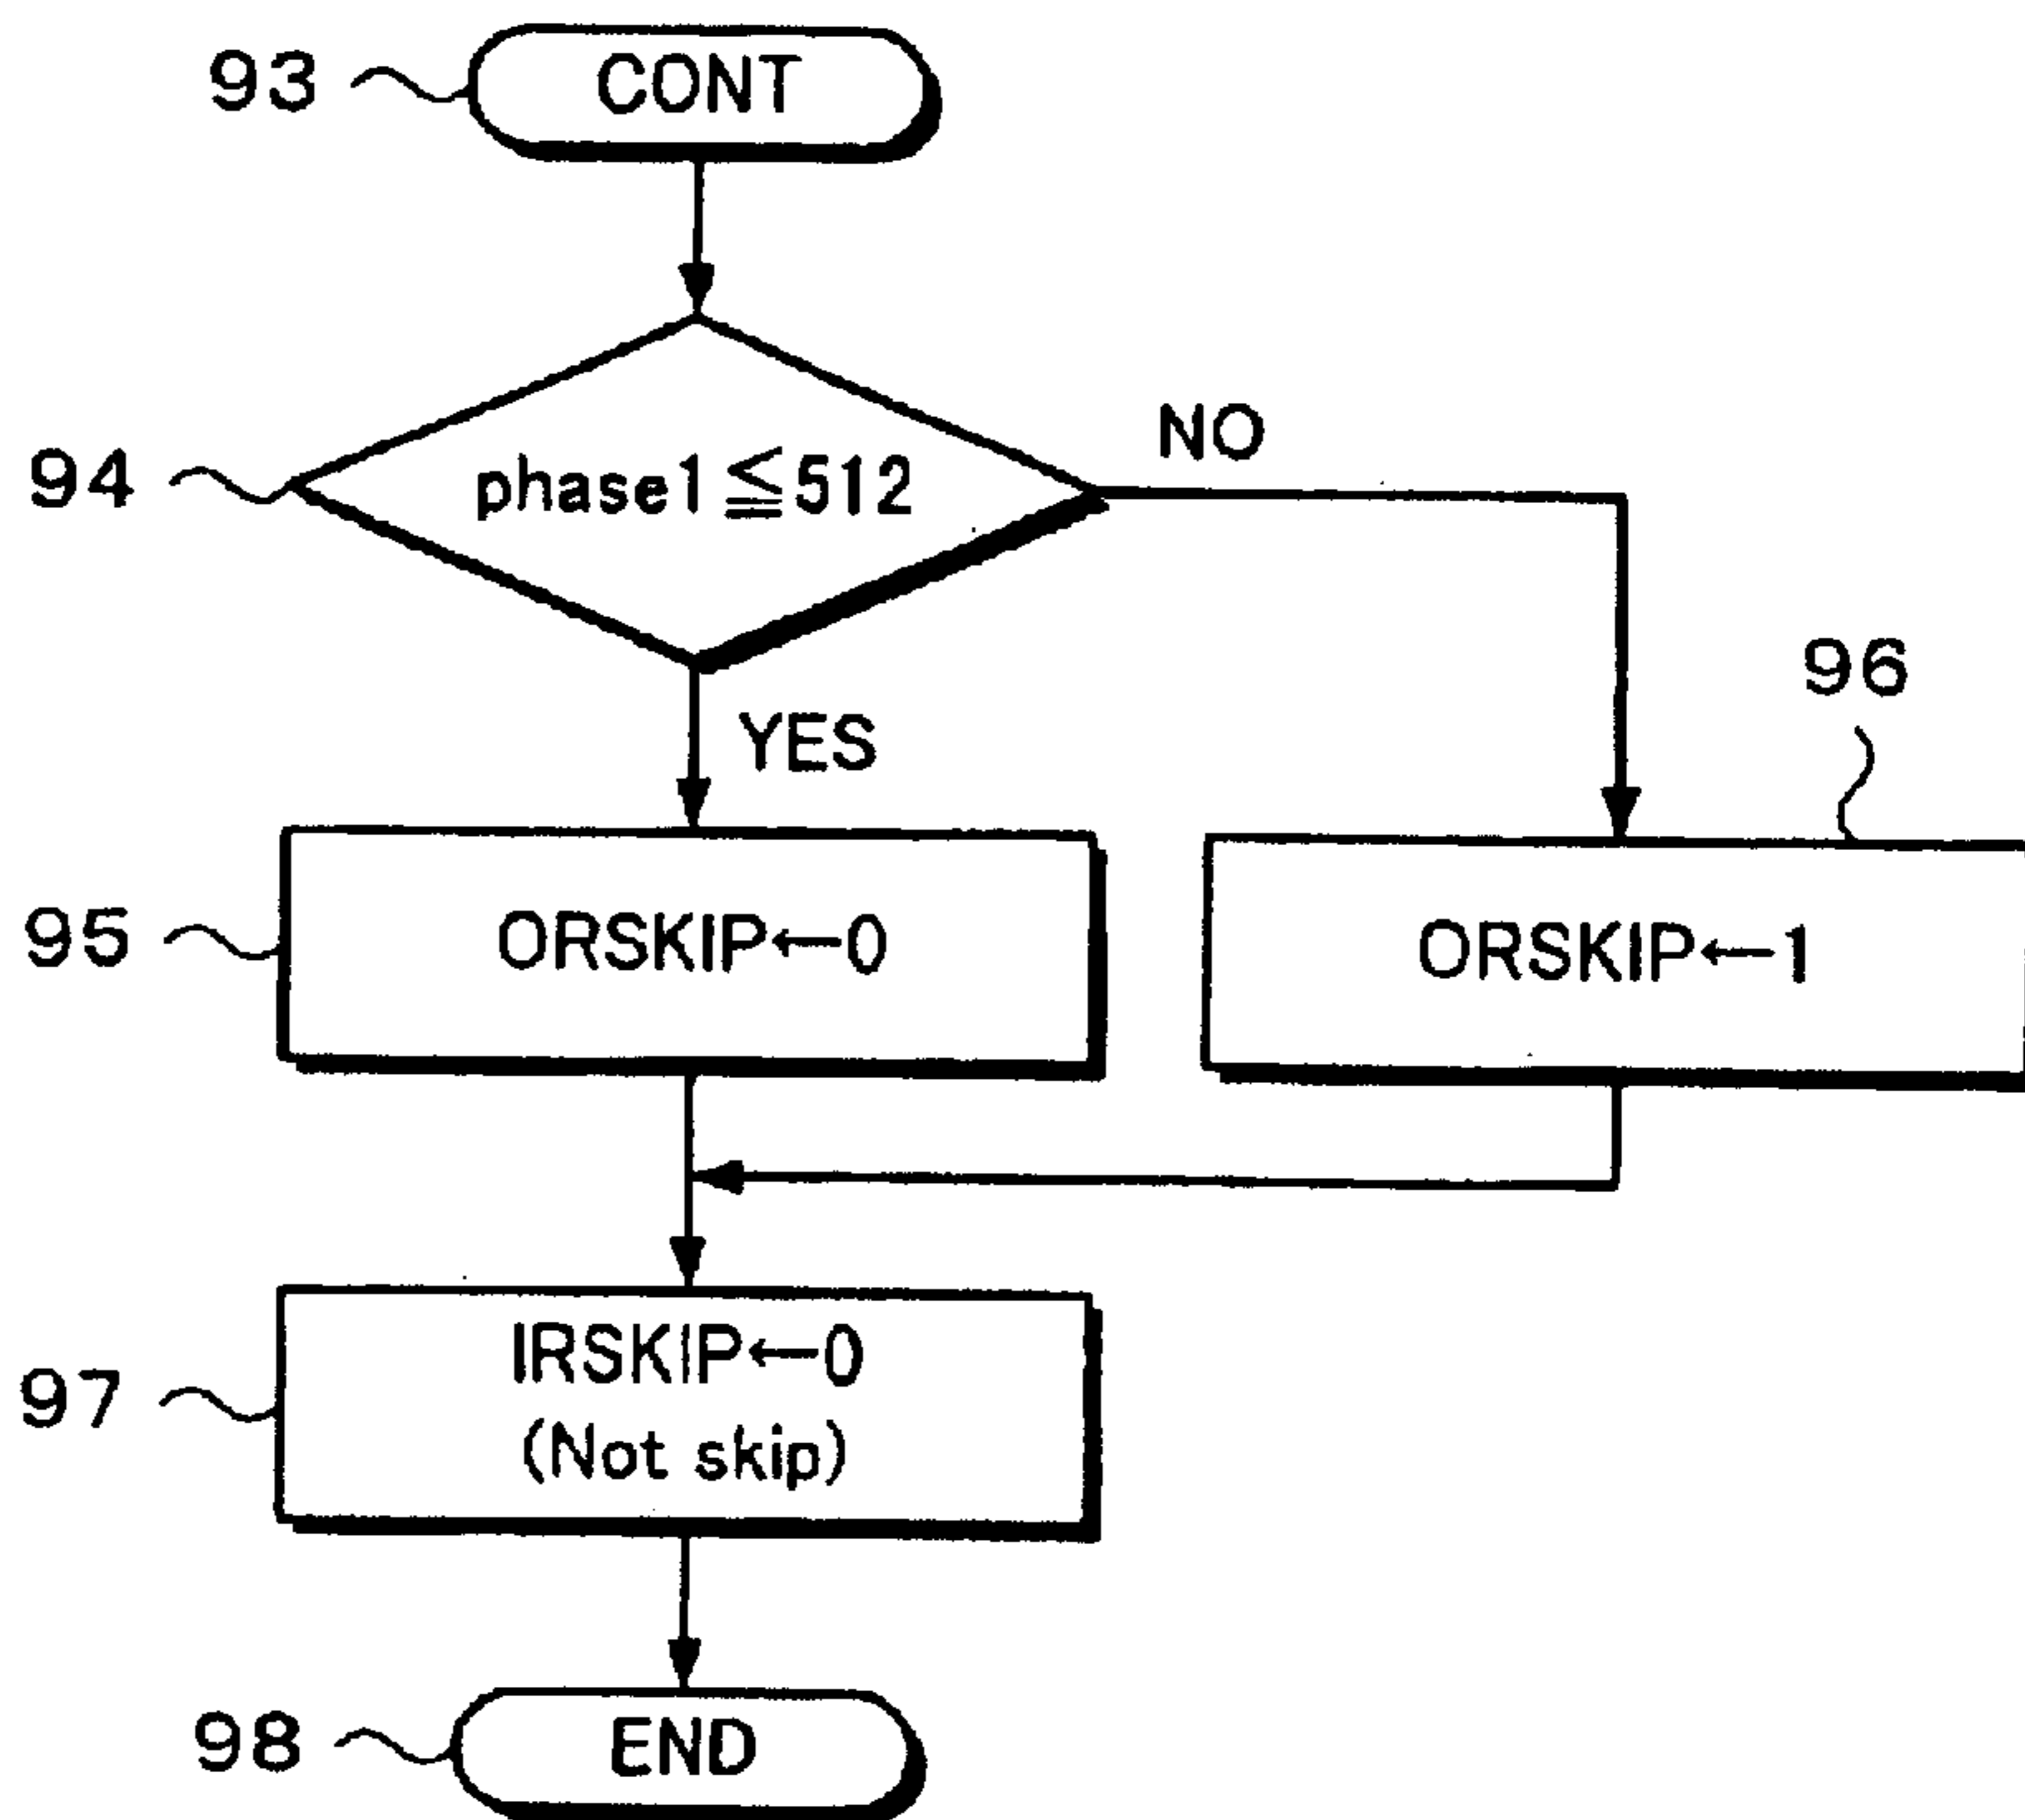 93 CONT
94 phase1≦512
NO
YES
96
95 ORSKIP←0
ORSKIP←1
97 IRSKIP←0
(Not skip)
98 END